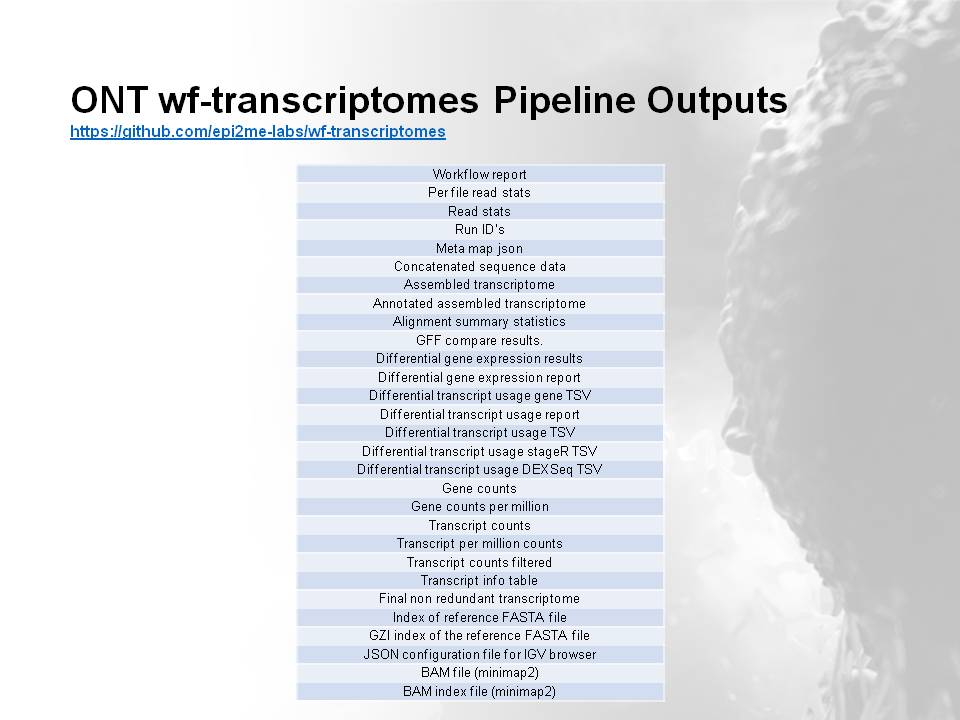 ONT wf-transcriptomes Pipeline Outputs
https://github.com/epi2me-labs/wf-transcriptomes
Workflow report
Per file read stats
Read stats
Run ID's
Meta map json
Concatenated sequence data
Assembled transcriptome
Annotated assembled transcriptome
Alignment summary statistics
GFF compare results.
Differential gene expression results
Differential gene expression report
Differential transcript usage gene TSV
Differential transcript usage report
Differential transcript usage TSV
Differential transcript usage stageR TSV
Differential transcript usage DEXSeq TSV
Gene counts
Gene counts per million
Transcript counts
Transcript per million counts
Transcript counts filtered
Transcript info table
Final non redundant transcriptome
Index of reference FASTA file
GZI index of the reference FASTA file
JSON configuration file for IGV browser
BAM file (minimap2)
BAM index file (minimap2)